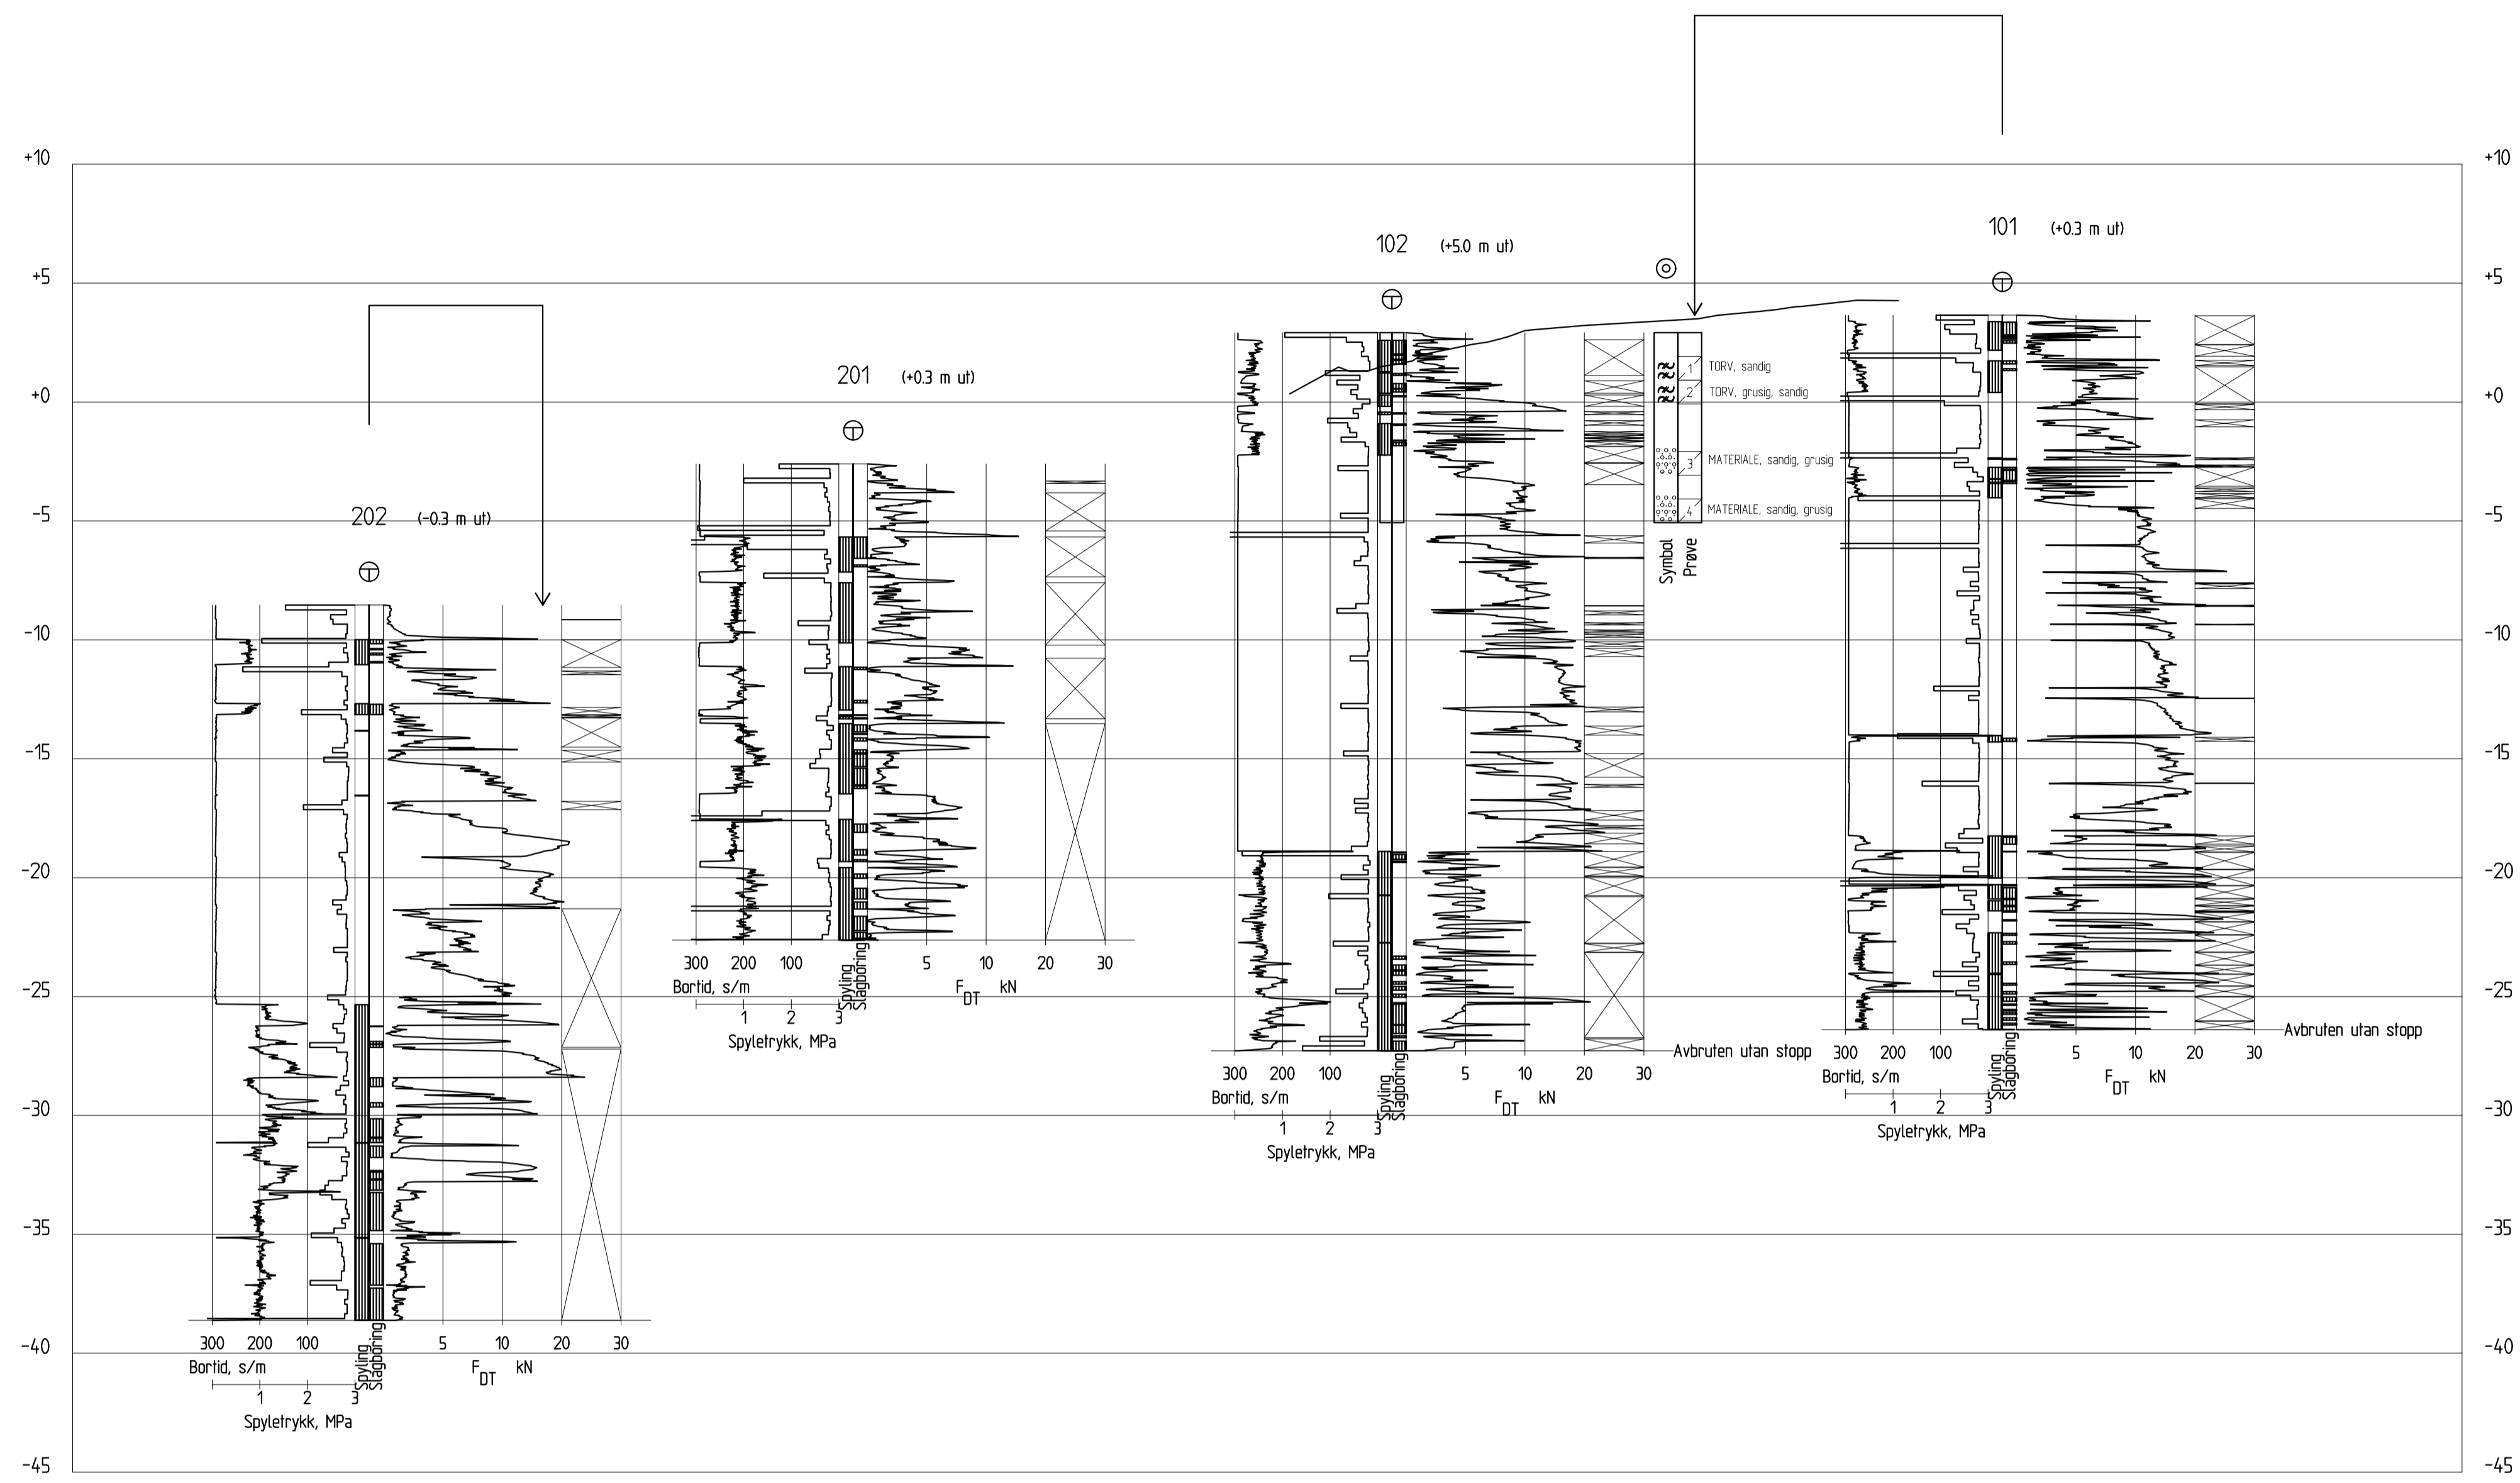 +10 +10
101 (+0.3 m ut)
102 (+5.0 m ut)
+5 +5
201 (+0.3 m ut)
1 TORV, sandig
2 TORV, grusig, sandig
+0 +0
3 MATERIALE, sandig, grusig
4 MATERIALE, sandig, grusig
202 (-0.3 m ut)
-5 -5
Symbol
Prøve
-10 -10
-15 -15
-20 -20
300 200 100 5 10 20 30
Bortid, s/m
Spyling
Slagboring
F DT kN
1 2 3
Spyletrykk, MPa
-25 -25
Avbruten utan stopp
300 200 100 5 10 20 30
Bortid, s/m
Spyling
Slagboring
F DT kN
1 2 3
Spyletrykk, MPa
Avbruten utan stopp
300 200 100 5 10 20 30
Bortid, s/m
Spyling
Slagboring
F DT kN
1 2 3
Spyletrykk, MPa
-30 -30
-35 -35
-40 -40
300 200 100 5 10 20 30
Bortid, s/m
Spyling
Slagboring
F DT kN
1 2 3
Spyletrykk, MPa
-45 -45